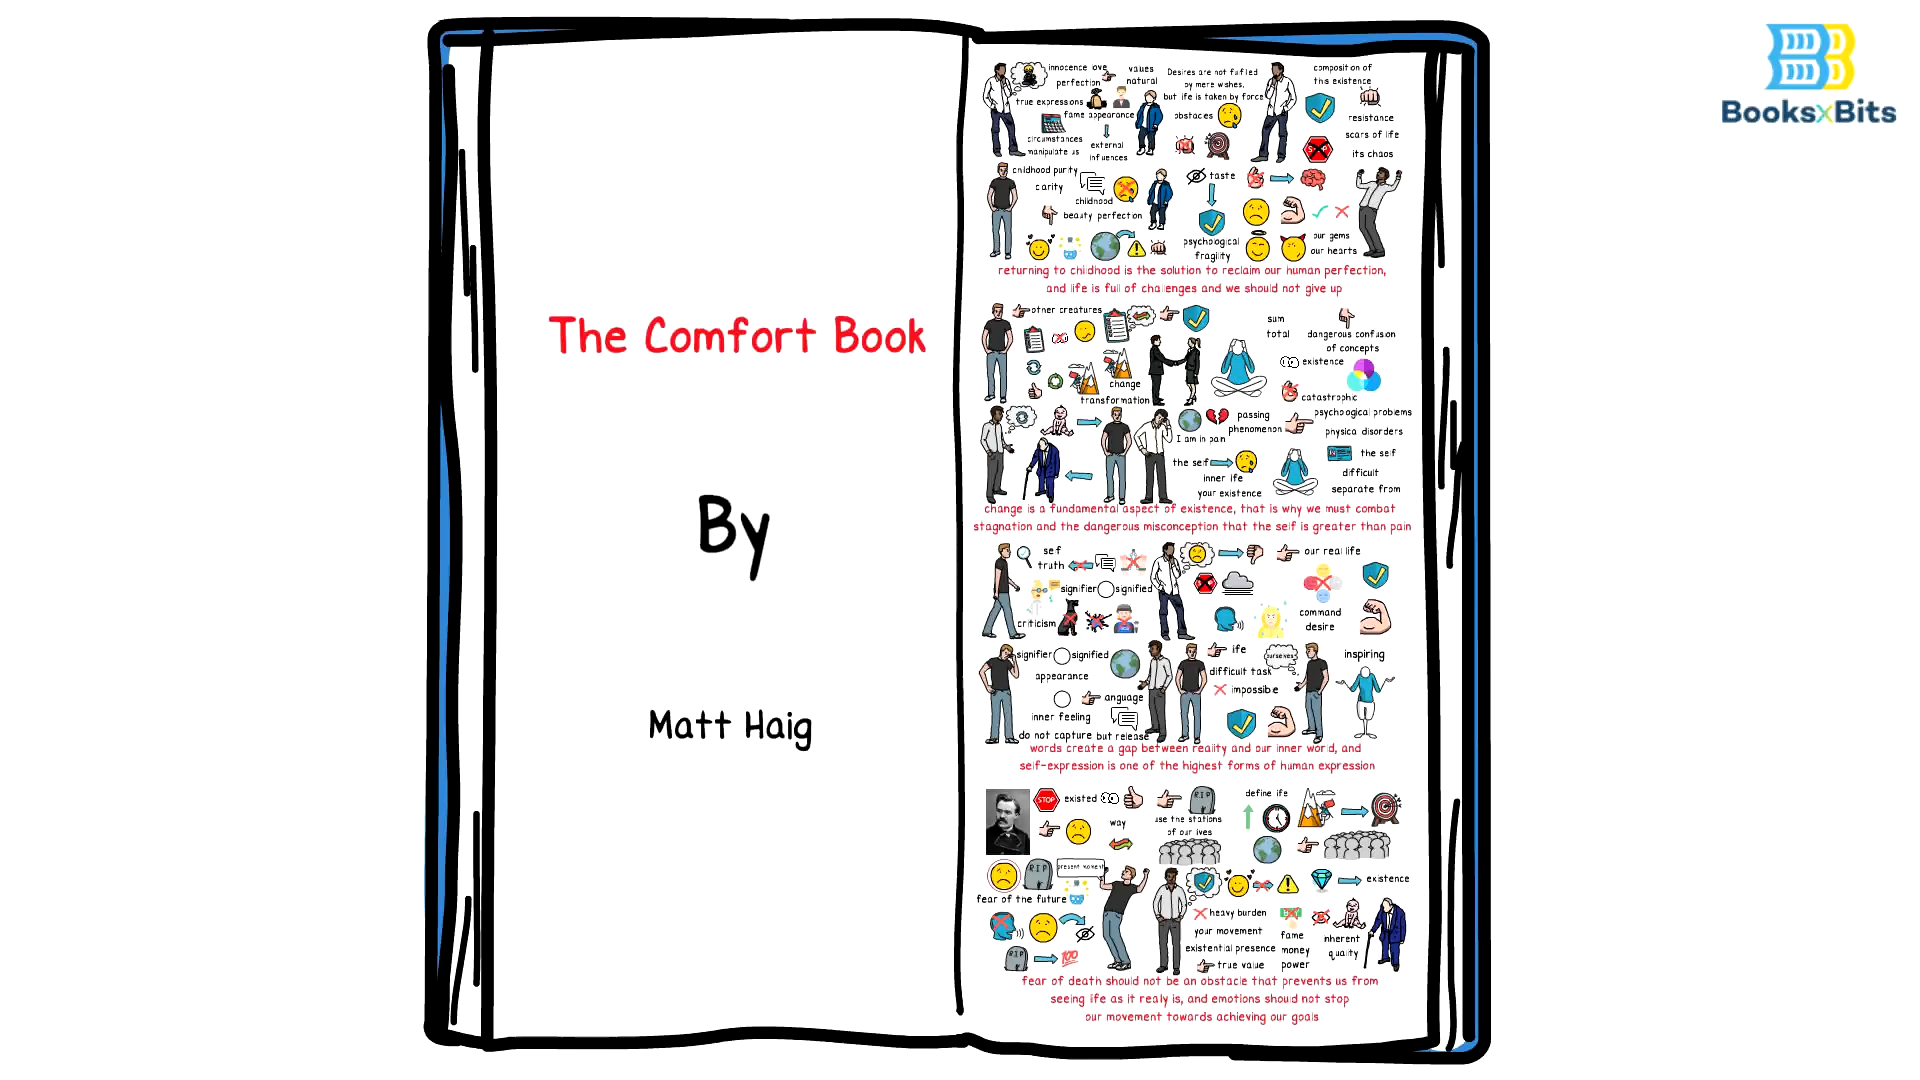 BooksxBits
The Comfort Book
By
Matt Haig
innocence love
perfection
values
natural
true expressions
fame appearance
circumstances
manipulate us
external
influences
Desires are not fulfilled
by mere wishes,
but life is taken by force
obstacles
composition of
this existence
resistance
scars of life
STOP
its chaos
childhood purity
clarity
childhood
beauty perfection
taste
psychological
fragility
our gems
our hearts
returning to childhood is the solution to reclaim our human perfection,
and life is full of challenges and we should not give up
other creatures
change
transformation
sum
total
dangerous confusion
of concepts
existence
catastrophic
I am in pain
passing
phenomenon
psychological problems
physical disorders
the self
inner life
your existence
the self
difficult
separate from
change is a fundamental aspect of existence, that is why we must combat
stagnation and the dangerous misconception that the self is greater than pain
self
truth
signifier
signified
criticism
our real life
command
desire
signifier
signified
appearance
language
inner feeling
do not capture but release
life
difficult task
impossible
ourselves
inspiring
words create a gap between reality and our inner world, and
self-expression is one of the highest forms of human expression
STOP
existed
way
RIP
use the stations
of our lives
define life
RIP
present moment
fear of the future
RIP
100
existence
heavy burden
your movement
existential presence
true value
fame
money
power
inherent
quality
fear of death should not be an obstacle that prevents us from
seeing life as it realy is, and emotions should not stop
our movement towards achieving our goals